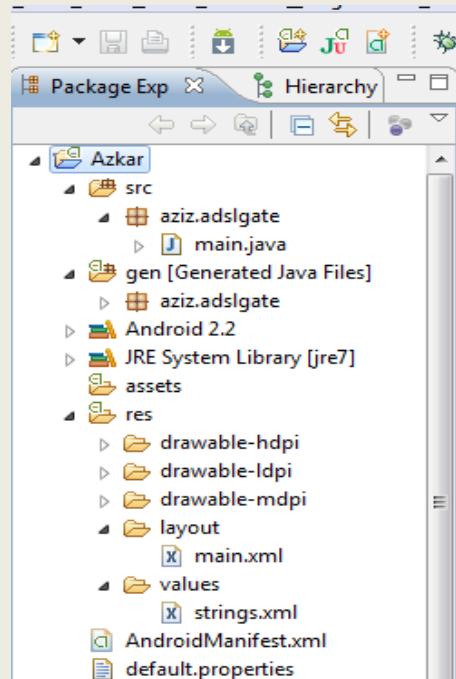 Package Exp
Hierarchy
Azkar
src
aziz.adslgate
main.java
gen [Generated Java Files]
aziz.adslgate
Android 2.2
JRE System Library [jre7]
assets
res
drawable-hdpi
drawable-ldpi
drawable-mdpi
layout
main.xml
values
strings.xml
AndroidManifest.xml
default.properties